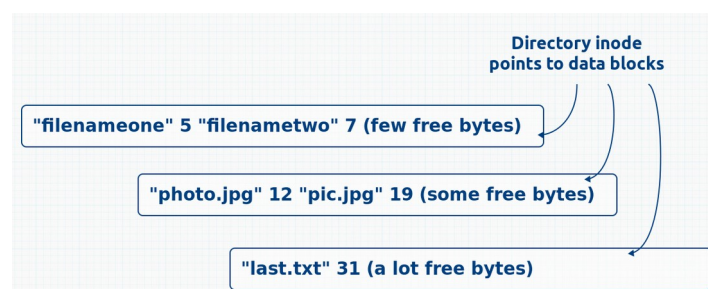 Directory inode
points to data blocks
"filenameone" 5 "filenametwo" 7 (few free bytes)
"photo.jpg" 12 "pic.jpg" 19 (some free bytes)
"last.txt" 31 (a lot free bytes)